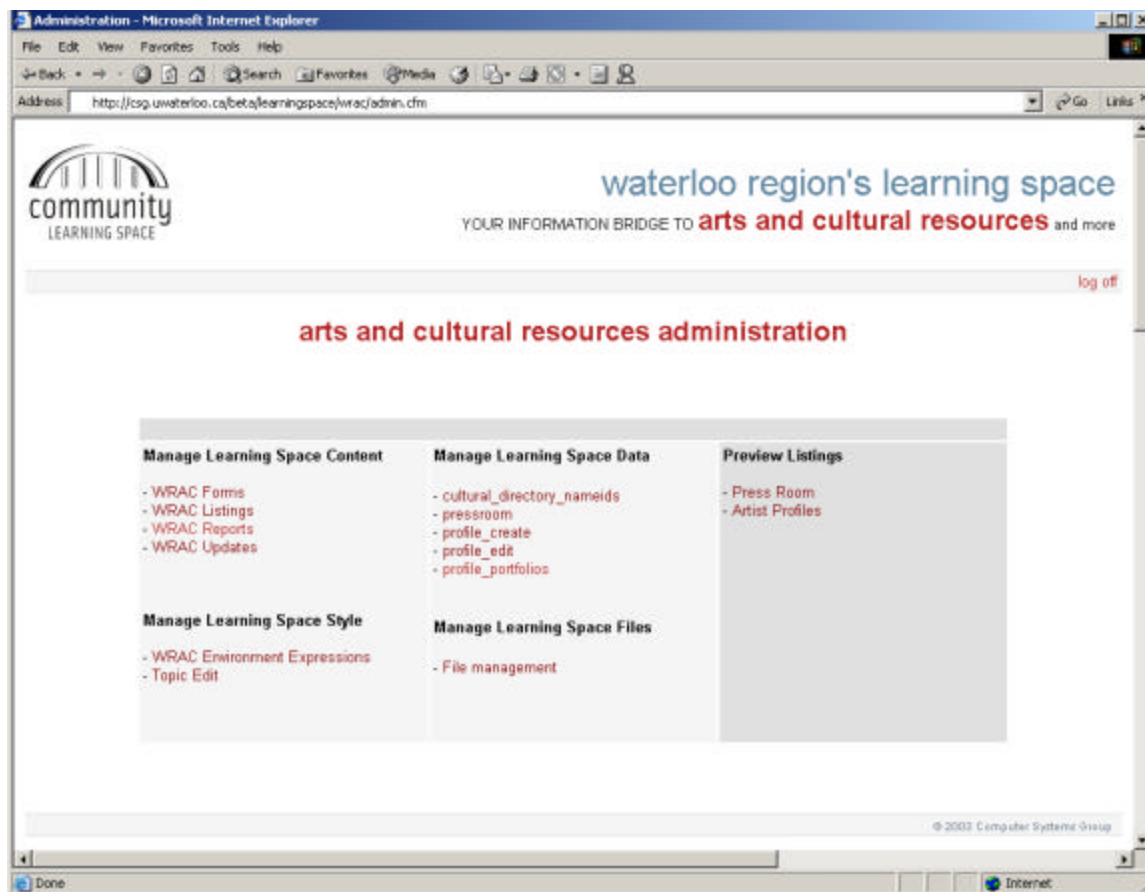 Administration - Microsoft Internet Explorer
File Edit View Favorites Tools Help
Back Search Favorites Media
Address http://csg.uwaterloo.ca/beta/learningspace/wrac/admin.cfm Go Links
community
LEARNING SPACE
waterloo region's learning space
YOUR INFORMATION BRIDGE TO arts and cultural resources and more
log off
arts and cultural resources administration
Manage Learning Space Content
- WRAC Forms
- WRAC Listings
- WRAC Reports
- WRAC Updates
Manage Learning Space Data
- cultural_directory_nameids
- pressroom
- profile_create
- profile_edit
- profile_portfolios
Preview Listings
- Press Room
- Artist Profiles
Manage Learning Space Style
- WRAC Environment Expressions
- Topic Edit
Manage Learning Space Files
- File management
© 2003 Computer Systems Group
Done Internet